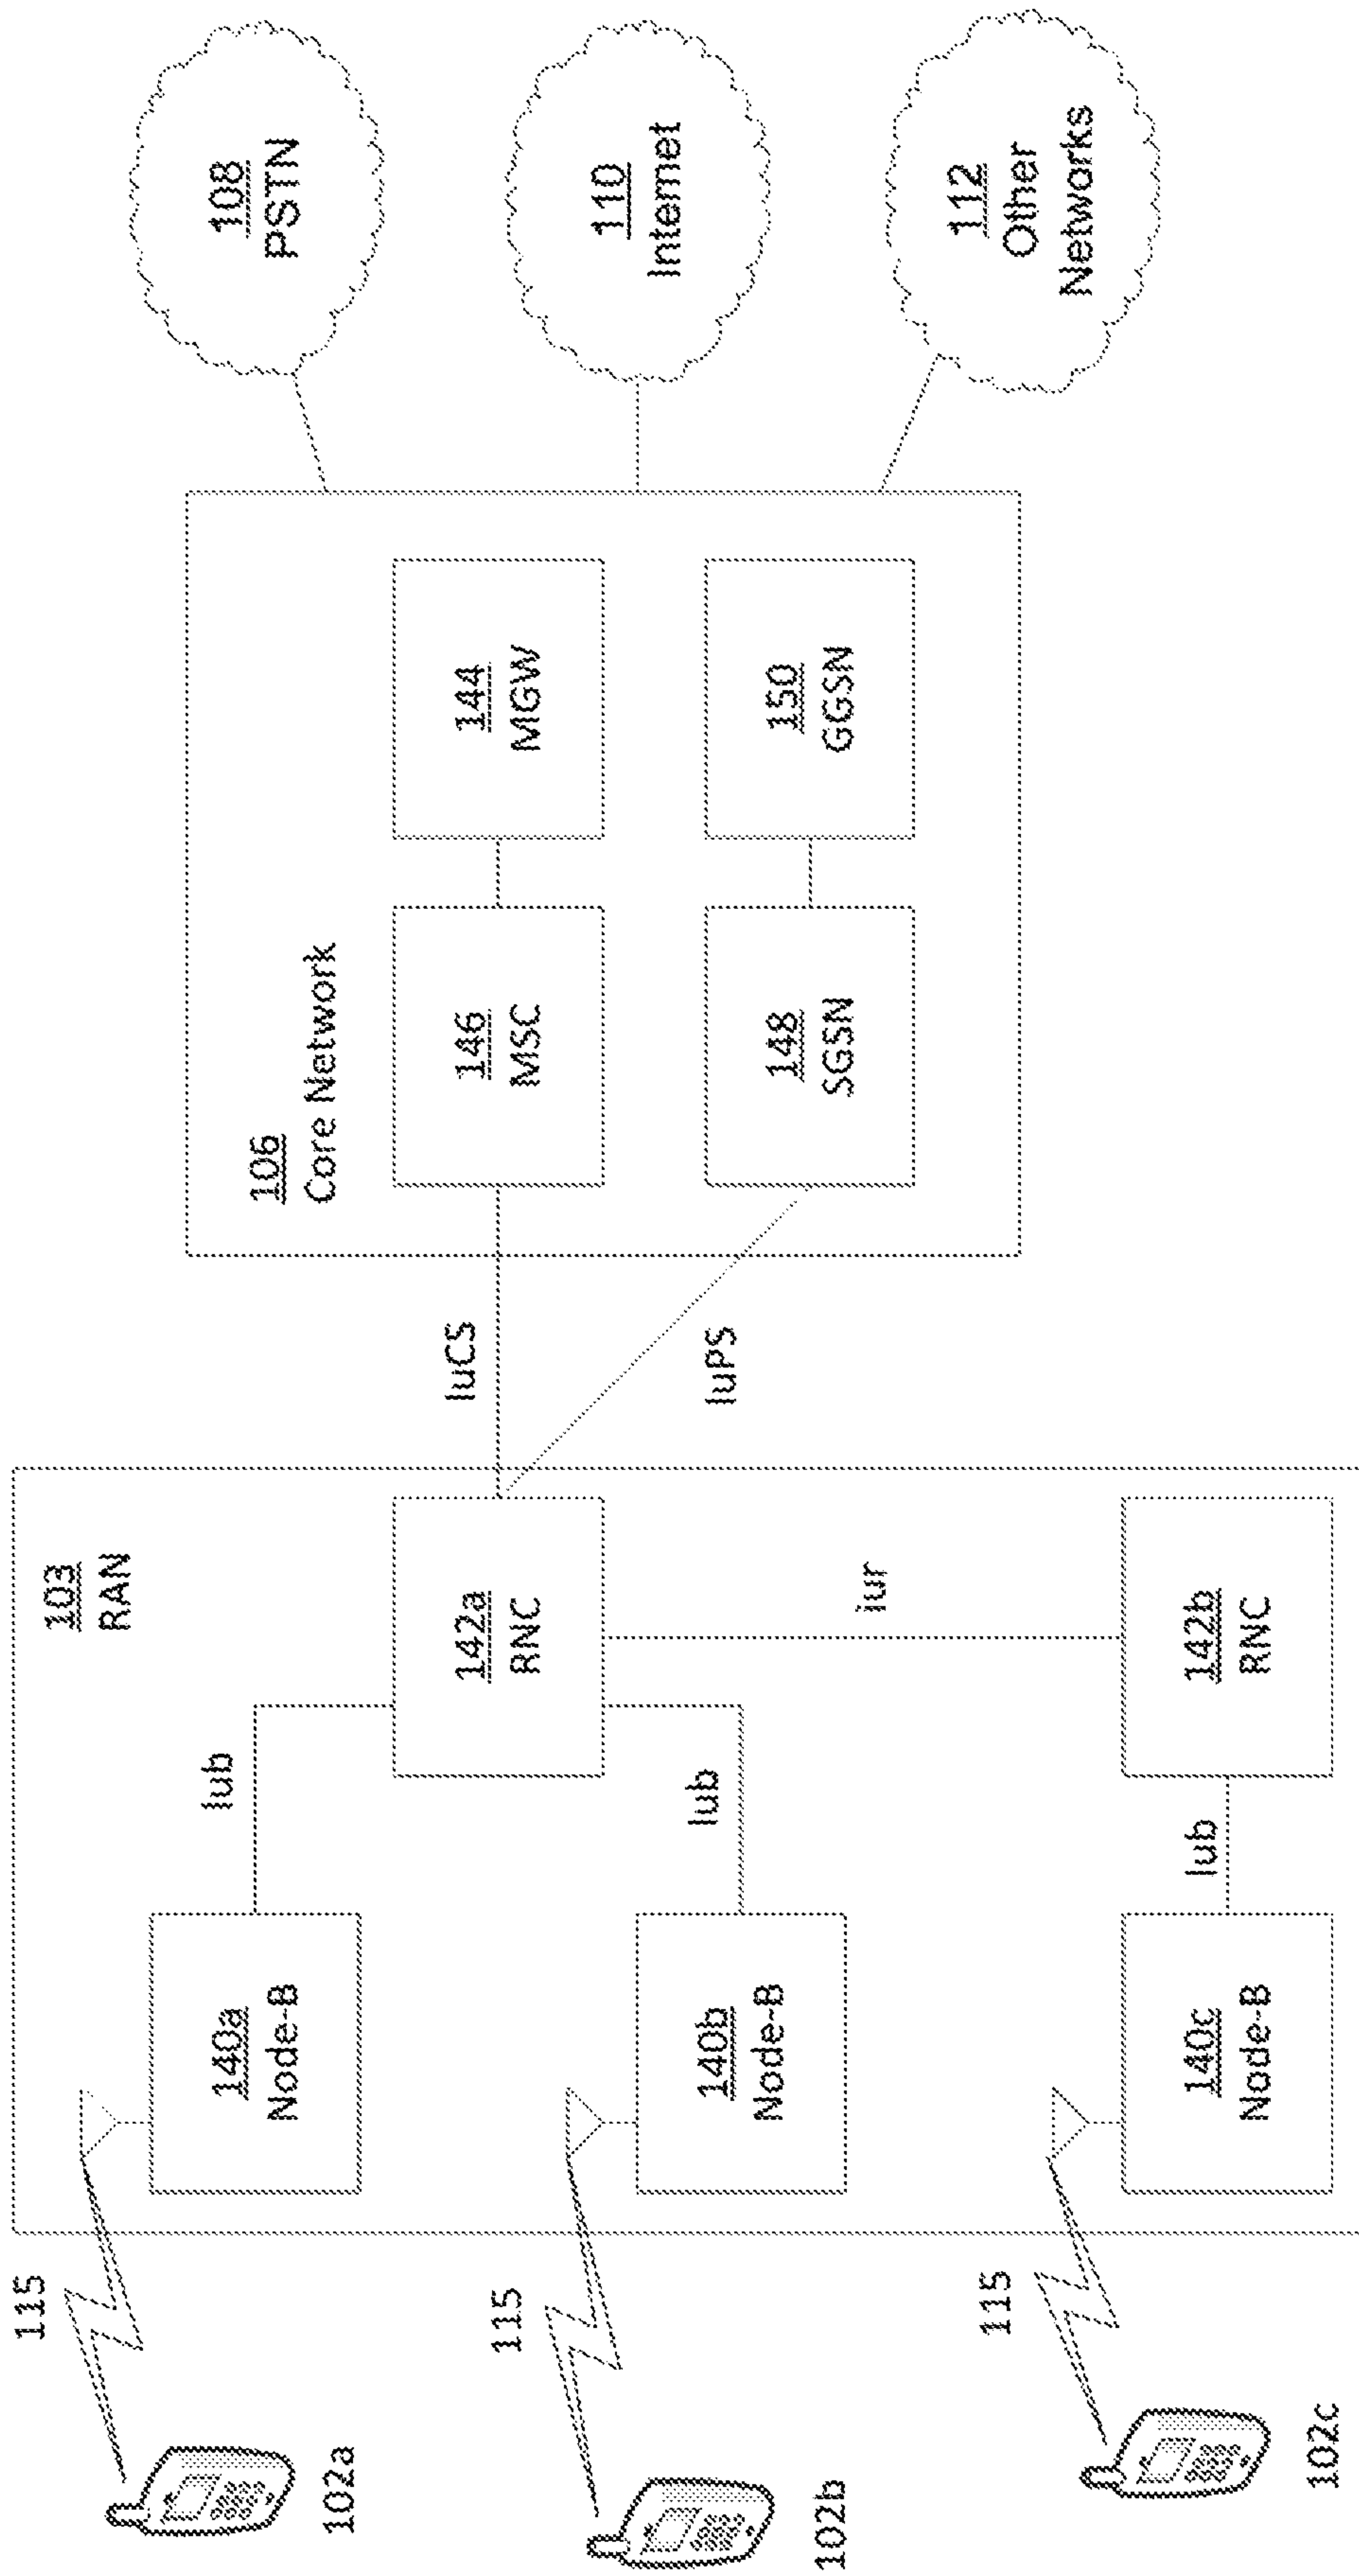 115
102a
115
102b
115
102c
103
RAN
140a
Node-B
Iub
140b
Node-B
Iub
140c
Node-B
Iub
142a
RNC
iur
142b
RNC
IuCS
IuPS
106
Core Network
146
MSC
144
MGW
148
SGSN
150
GGSN
108
PSTN
110
Internet
112
Other
Networks